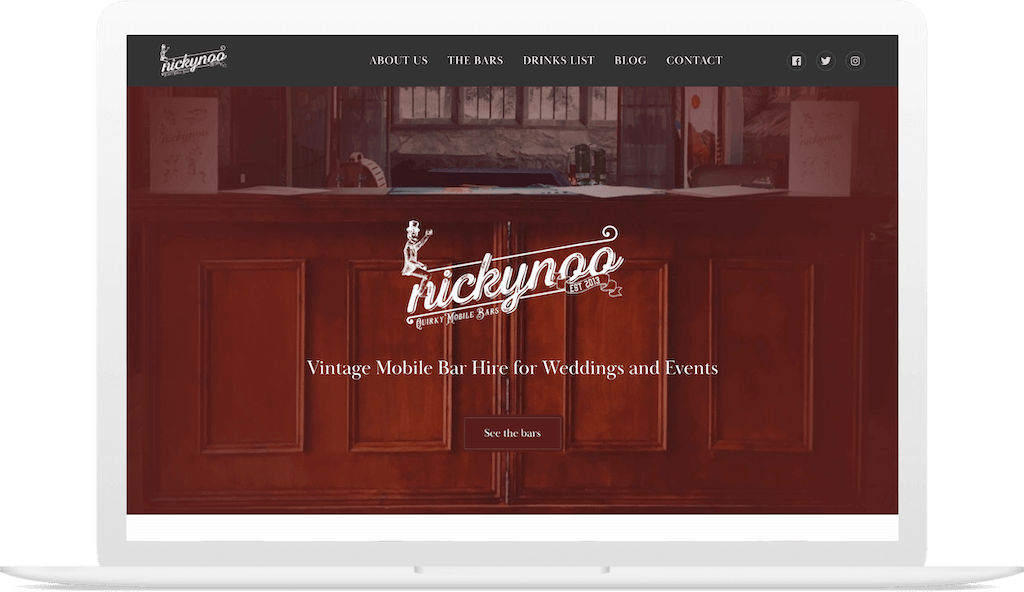 nickynoo
ABOUT US THE BARS DRINKS LIST BLOG CONTACT
nickynoo
EST 2013
Quirky Mobile Bars
Vintage Mobile Bar Hire for Weddings and Events
See the bars